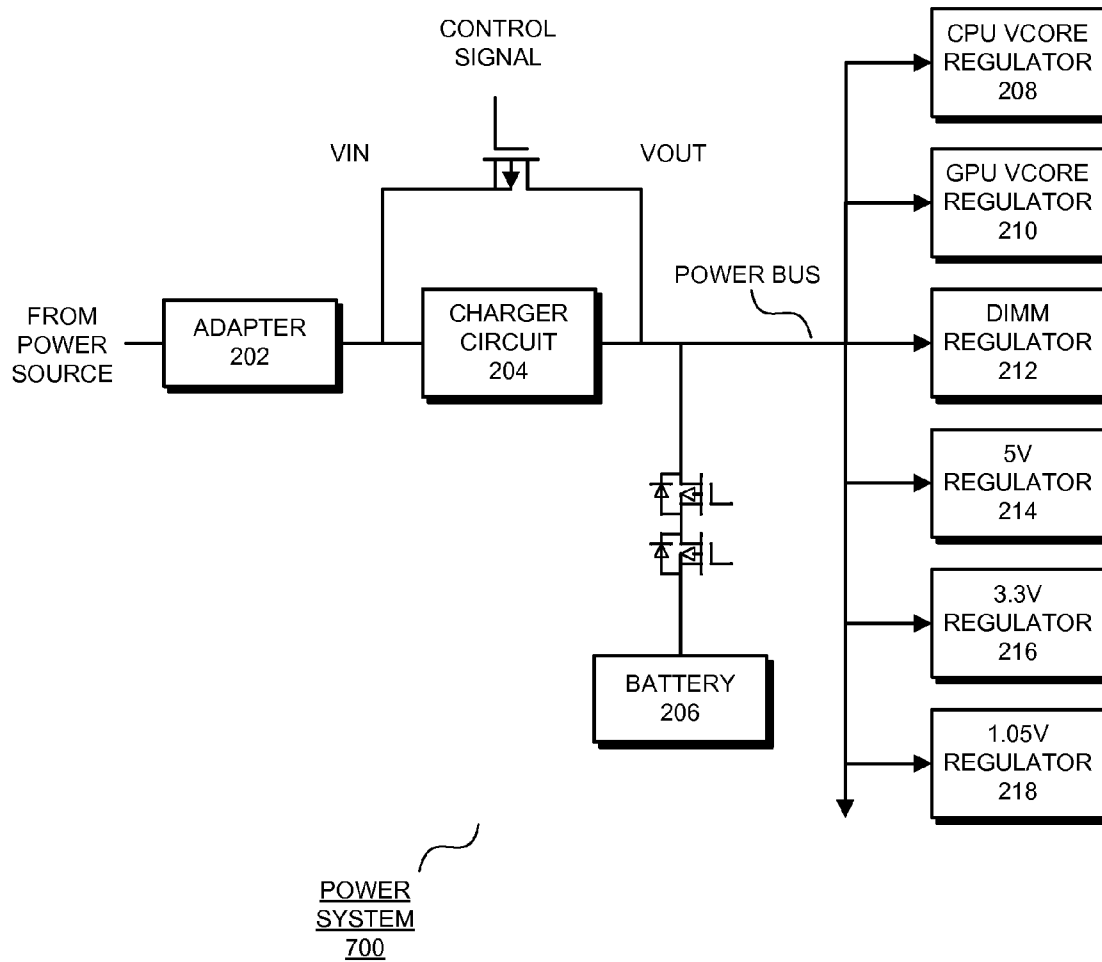 CONTROL
SIGNAL
VIN
VOUT
FROM
POWER
SOURCE
ADAPTER
202
CHARGER
CIRCUIT
204
POWER BUS
BATTERY
206
CPU VCORE
REGULATOR
208
GPU VCORE
REGULATOR
210
DIMM
REGULATOR
212
5V
REGULATOR
214
3.3V
REGULATOR
216
1.05V
REGULATOR
218
POWER
SYSTEM
700